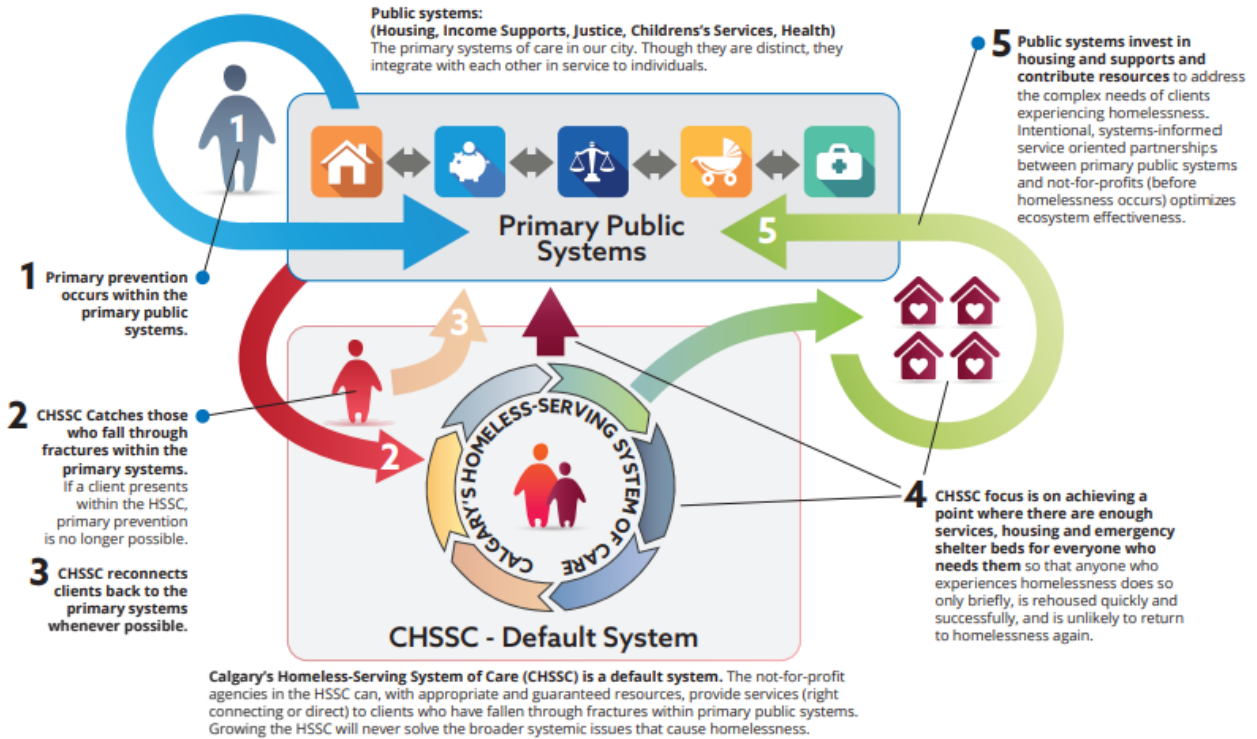 Public systems:
(Housing, Income Supports, Justice, Childrens's Services, Health)
The primary systems of care in our city. Though they are distinct, they
integrate with each other in service to individuals.
1
Primary Public
Systems
5
5 Public systems invest in
housing and supports and
contribute resources to address
the complex needs of clients
experiencing homelessness.
Intentional, systems-informed
service oriented partnerships
between primary public systems
and not-for-profits (before
homelessness occurs) optimizes
ecosystem effectiveness.
1 Primary prevention
occurs within the
primary public
systems.
3
2
2 CHSSC Catches those
who fall through
fractures within the
primary systems.
If a client presents
within the HSSC,
primary prevention
is no longer possible.
3 CHSSC reconnects
clients back to the
primary systems
whenever possible.
CALGARY'S HOMELESS-SERVING SYSTEM OF CARE
CHSSC - Default System
4 CHSSC focus is on achieving a
point where there are enough
services, housing and emergency
shelter beds for everyone who
needs them so that anyone who
experiences homelessness does so
only briefly, is rehoused quickly and
successfully, and is unlikely to return
to homelessness again.
Calgary's Homeless-Serving System of Care (CHSSC) is a default system. The not-for-profit
agencies in the HSSC can, with appropriate and guaranteed resources, provide services (right
connecting or direct) to clients who have fallen through fractures within primary public systems.
Growing the HSSC will never solve the broader systemic issues that cause homelessness.